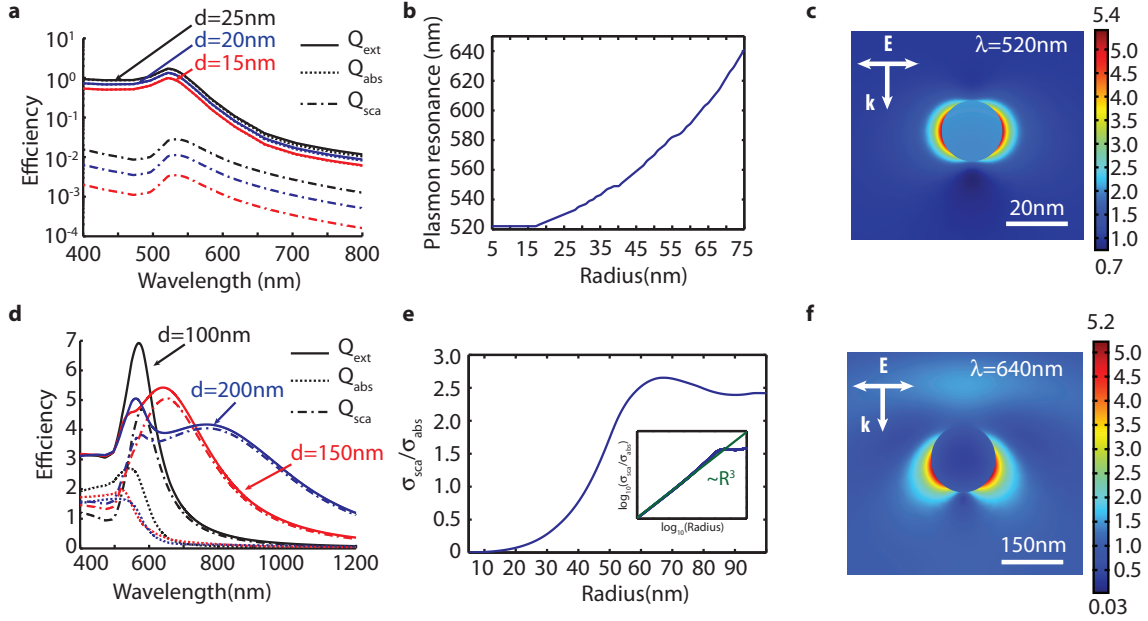 a
d=25nm
d=20nm
d=15nm
Q_ext
Q_abs
Q_sca
10^1
10^0
10^-1
10^-2
10^-3
10^-4
Efficiency
400 500 600 700 800
Wavelength (nm)
b
640
620
600
580
560
540
520
Plasmon resonance (nm)
5 15 25 35 45 55 65 75
Radius(nm)
c
E
k
λ=520nm
20nm
5.4
5.0
4.5
4.0
3.5
3.0
2.5
2.0
1.5
1.0
0.7
d
d=100nm
d=200nm
d=150nm
Q_ext
Q_abs
Q_sca
7
6
5
4
3
2
1
0
Efficiency
400 600 800 1000 1200
Wavelength(nm)
e
3.0
2.5
2.0
1.5
1.0
0.5
0
σ_sca/σ_abs
10 20 30 40 50 60 70 80 90
Radius(nm)
log_10(σ_sca/σ_abs)
~R^3
log_10(Radius)
f
E
k
λ=640nm
150nm
5.2
5.0
4.5
4.0
3.5
3.0
2.5
2.0
1.5
1.0
0.5
0.03